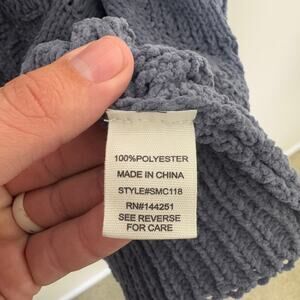 100%POLYESTER
MADE IN CHINA
STYLE#SMC118
RN#144251
SEE REVERSE
FOR CARE